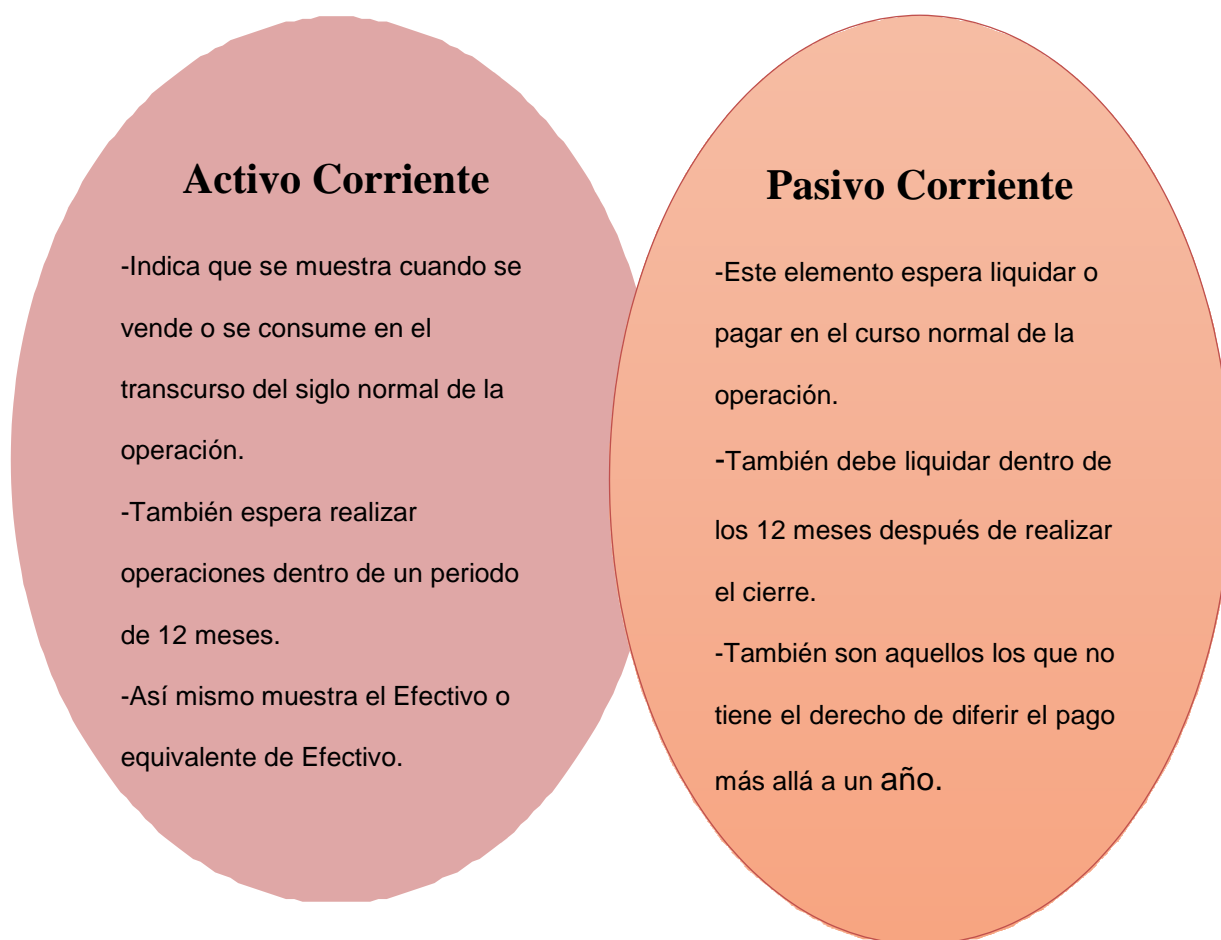 Activo Corriente
-Indica que se muestra cuando se
vende o se consume en el
transcurso del siglo normal de la
operación.
-También espera realizar
operaciones dentro de un periodo
de 12 meses.
-Así mismo muestra el Efectivo o
equivalente de Efectivo.
Pasivo Corriente
-Este elemento espera liquidar o
pagar en el curso normal de la
operación.
-También debe liquidar dentro de
los 12 meses después de realizar
el cierre.
-También son aquellos los que no
tiene el derecho de diferir el pago
más allá a un año.